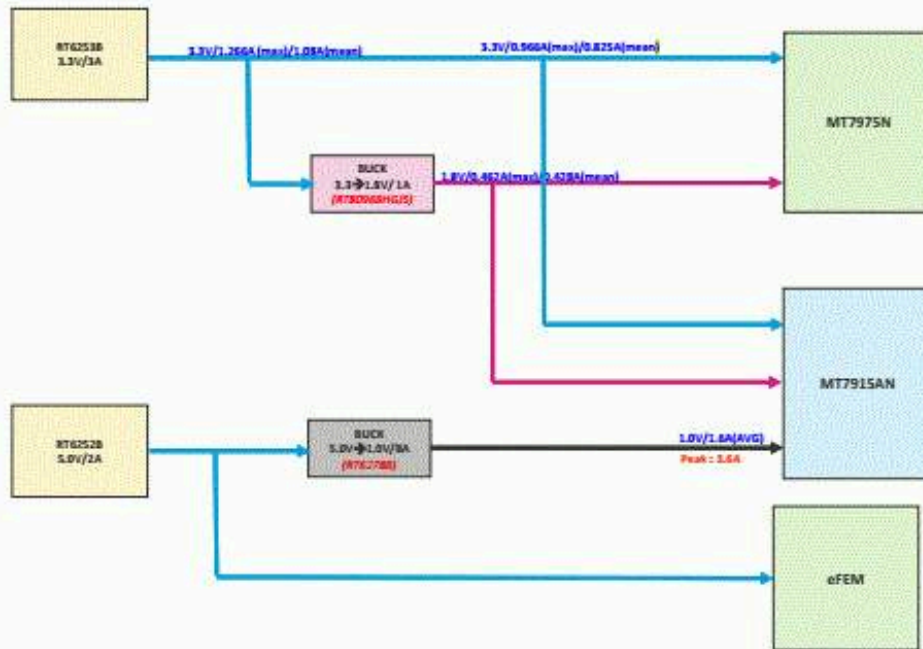 RT6253B
3.3V/3A
3.3V/1.266A(max)/1.08A(mean)
3.3V/0.966A(max)/0.825A(mean)
MT7975N
BUCK
3.3→1.8V/ 1A
1.8V/0.462A(max)/0.428A(mean)
MT7915AN
RT6252B
5.0V/2A
BUCK
5.0V→1.0V/8A
(RT6278B)
1.0V/1.6A(AVG)
Peak : 3.6A
eFEM